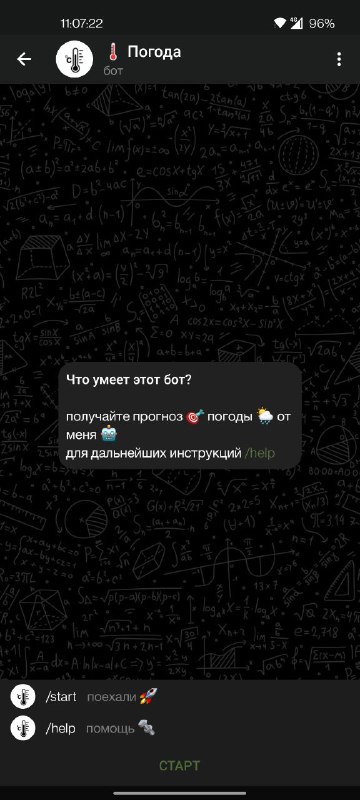 11:07:22 4G 96%
🌡 Погода
бот
Что умеет этот бот?
получайте прогноз 🎯 погоды 🌦 от
меня 🤖
для дальнейших инструкций /help
/start поехали 🚀
/help помощь 🔩
СТАРТ